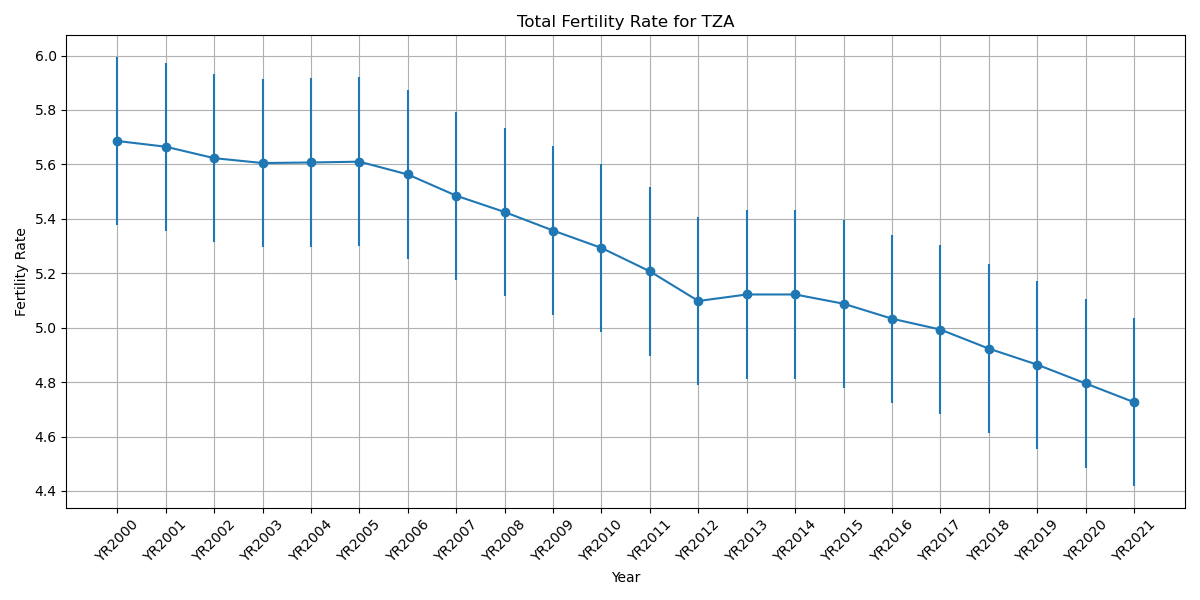 Total Fertility Rate for TZA
Fertility Rate
6.0
5.8
5.6
5.4
5.2
5.0
4.8
4.6
4.4
YR2000
YR2001
YR2002
YR2003
YR2004
YR2005
YR2006
YR2007
YR2008
YR2009
YR2010
YR2011
YR2012
YR2013
YR2014
YR2015
YR2016
YR2017
YR2018
YR2019
YR2020
YR2021
Year